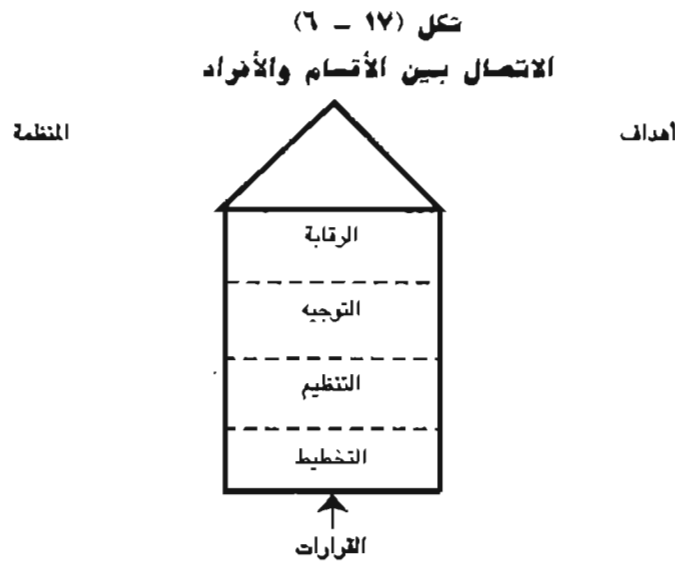 شكل (١٧ – ٦)
الاتصال بين الأقسام والأفراد
أهداف المنظمة
الرقابة
التوجيه
التنظيم
التخطيط
القرارات